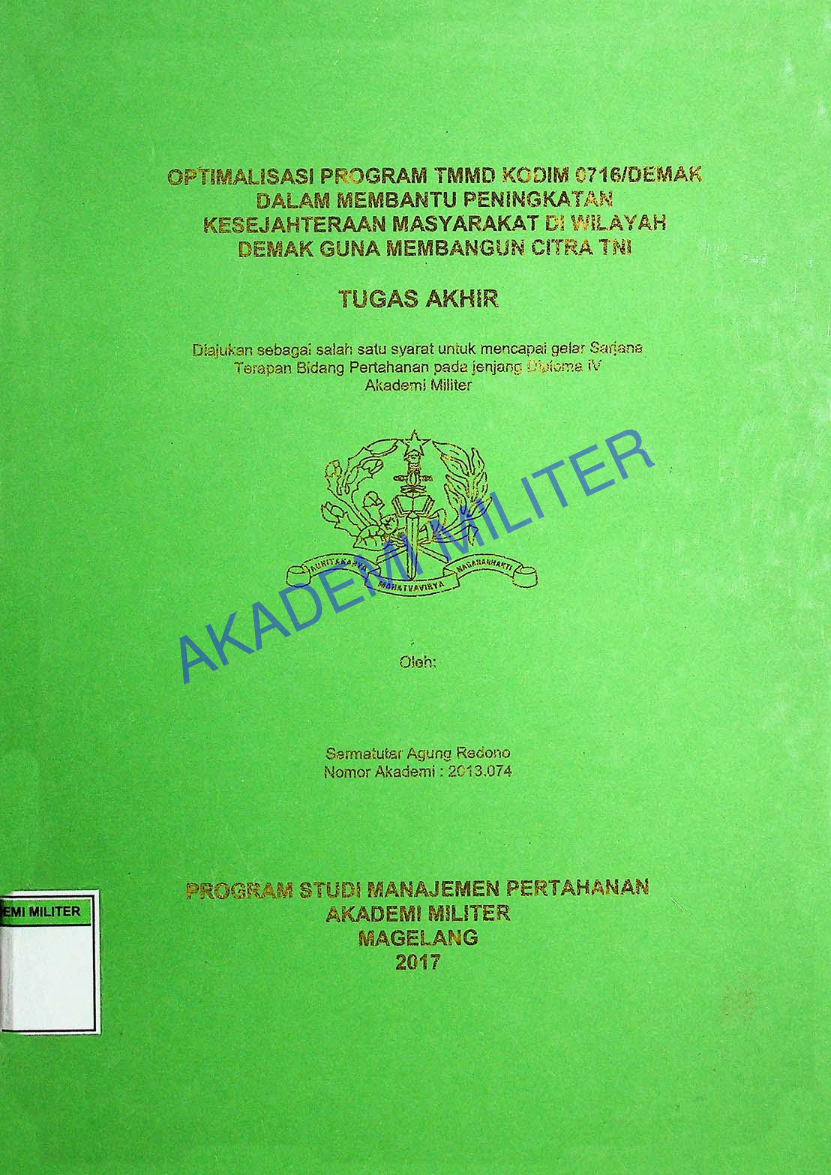 OPTIMALISASI PROGRAM TMMD KODIM 0716/DEMAK
DALAM MEMBANTU PENINGKATAN
KESEJAHTERAAN MASYARAKAT DI WILAYAH
DEMAK GUNA MEMBANGUN CITRA TNI
TUGAS AKHIR
Diajukan sebagai salah satu syarat untuk mencapai gelar Sarjana
Terapan Bidang Pertahanan pada jenjang Diploma IV
Akademi Militer
ADHITAKARYA
MAHATVAVIRYA
NAGARABHAKTI
AKADEMI MILITER
Oleh:
Sermatutar Agung Redono
Nomor Akademi : 2013.074
PROGRAM STUDI MANAJEMEN PERTAHANAN
AKADEMI MILITER
MAGELANG
2017
EMI MILITER